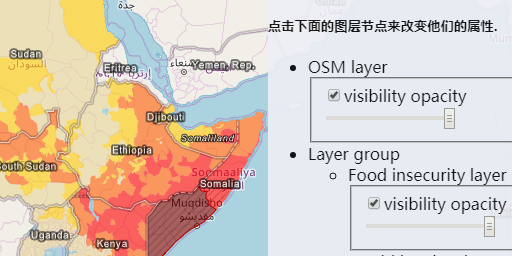 جدة
Sudan
السودان
Eritrea
إرتريا
Yemen, Rep.
صنعاء
Djibouti
Somaliland
Ethiopia
South Sudan
Soomaaliya
Somalia
Muqdisho
مقديشو
Uganda
Kenya
点击下面的图层节点来改变他们的属性.
OSM layer
visibility opacity
Layer group
Food insecurity layer
visibility opacity